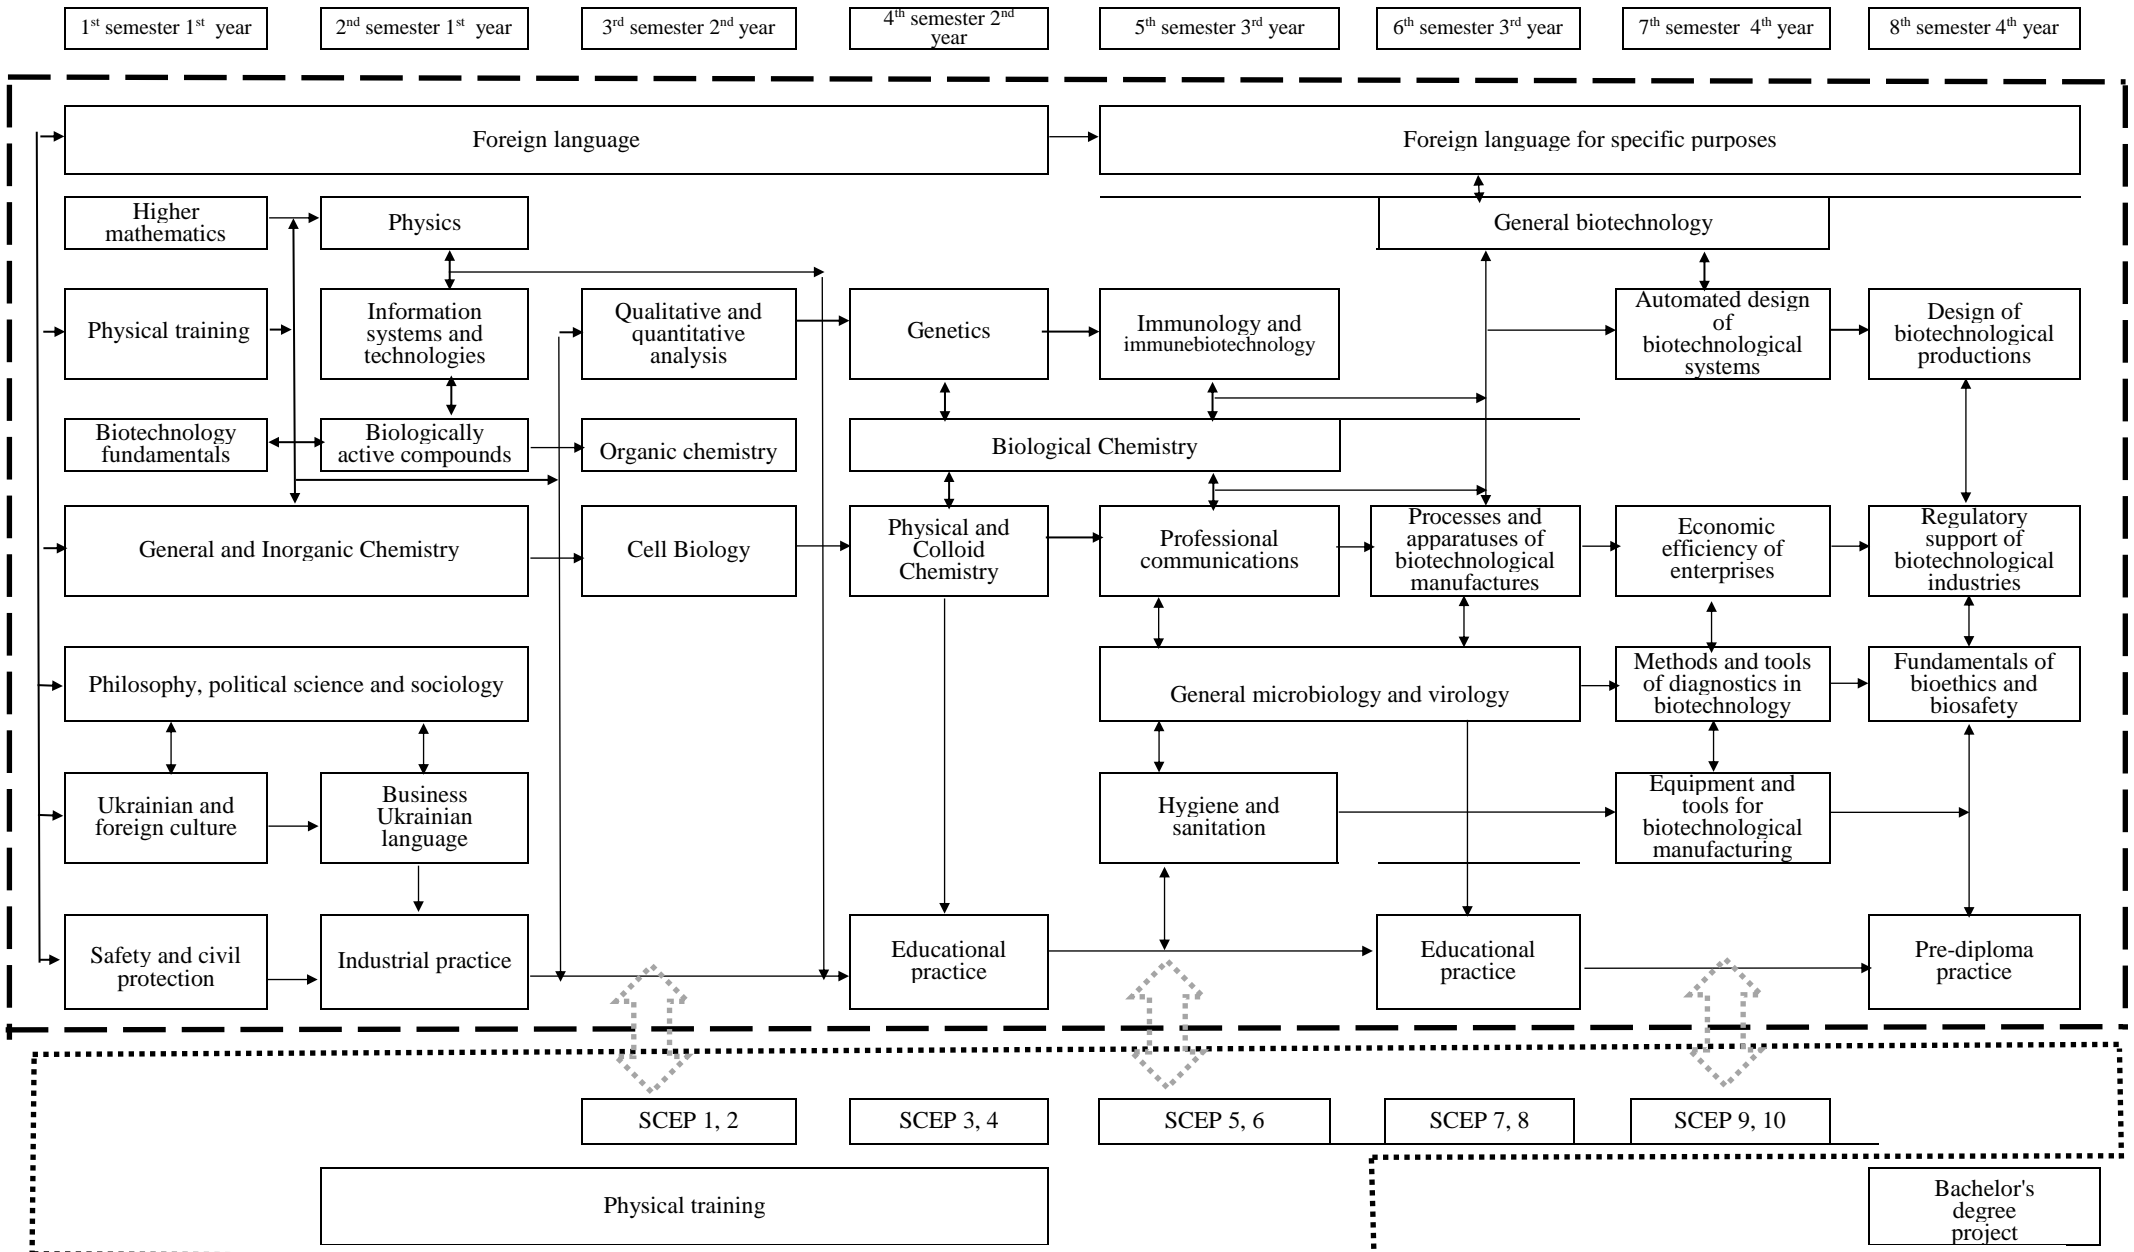 1st semester 1st year
2nd semester 1st year
3rd semester 2nd year
4th semester 2nd
year
5th semester 3rd year
6th semester 3rd year
7th semester 4th year
8th semester 4th year
Foreign language
Foreign language for specific purposes
Higher
mathematics
Physics
General biotechnology
Physical training
Information
systems and
technologies
Qualitative and
quantitative
analysis
Genetics
Immunology and
immunebiotechnology
Automated design
of
biotechnological
systems
Design of
biotechnological
productions
Biotechnology
fundamentals
Biologically
active compounds
Organic chemistry
Biological Chemistry
General and Inorganic Chemistry
Cell Biology
Physical and
Colloid
Chemistry
Professional
communications
Processes and
apparatuses of
biotechnological
manufactures
Economic
efficiency of
enterprises
Regulatory
support of
biotechnological
industries
Philosophy, political science and sociology
General microbiology and virology
Methods and tools
of diagnostics in
biotechnology
Fundamentals of
bioethics and
biosafety
Ukrainian and
foreign culture
Business
Ukrainian
language
Hygiene and
sanitation
Equipment and
tools for
biotechnological
manufacturing
Safety and civil
protection
Industrial practice
Educational
practice
Educational
practice
Pre-diploma
practice
SCEP 1, 2
SCEP 3, 4
SCEP 5, 6
SCEP 7, 8
SCEP 9, 10
Physical training
Bachelor's
degree
project